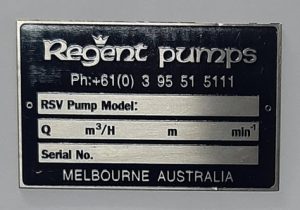 Regent pumps
Ph:+61(0) 3 95 51 5111
RSV Pump Model:
Q m³/H m min⁻¹
Serial No.
MELBOURNE AUSTRALIA